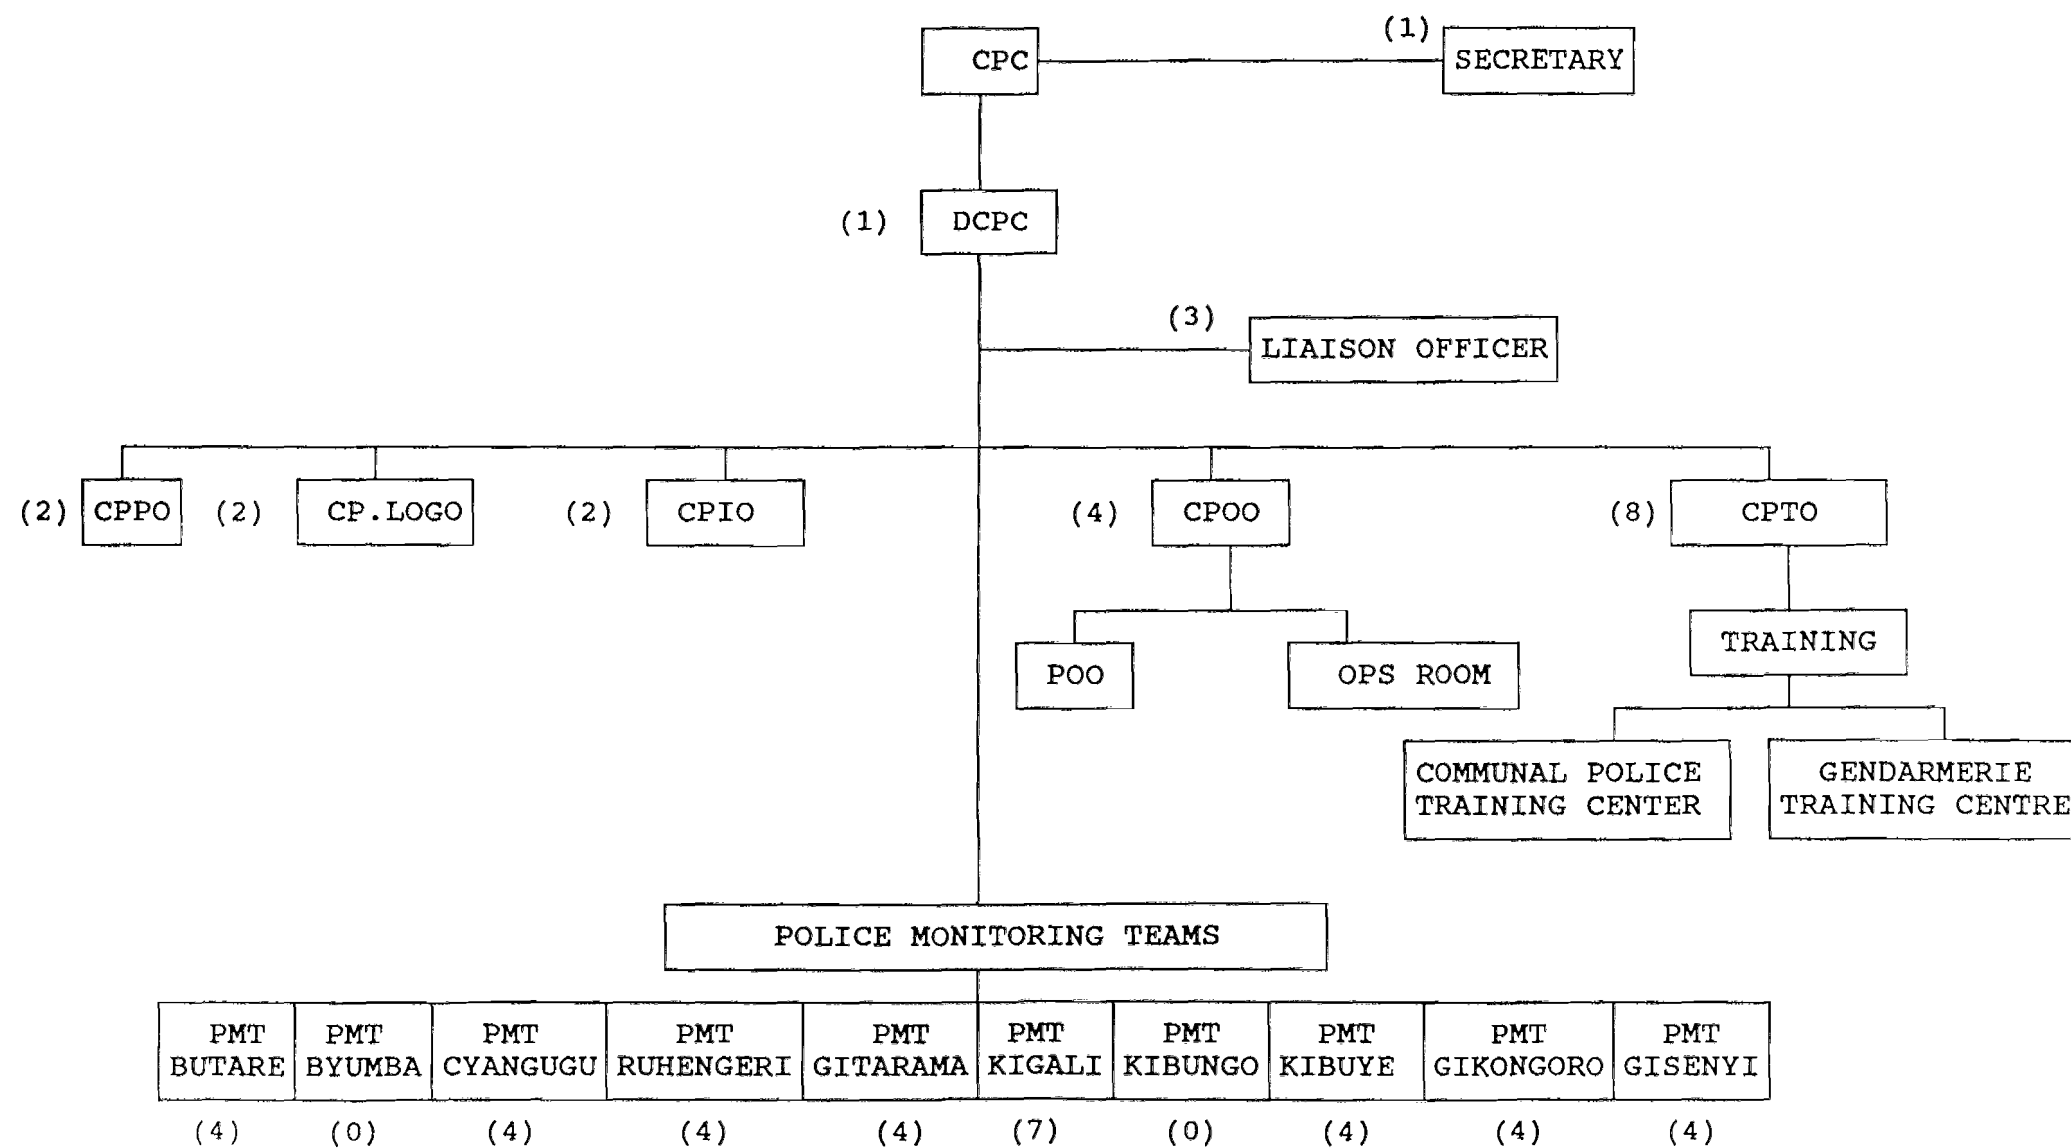 (1)
CPC
SECRETARY
(1)
DCPC
(3)
LIAISON OFFICER
(2) CPPO (2) CP.LOGO (2) CPIO (4) CPOO (8) CPTO
TRAINING
POO
OPS ROOM
COMMUNAL POLICE
TRAINING CENTER
GENDARMERIE
TRAINING CENTRE
POLICE MONITORING TEAMS
PMT
BUTARE
PMT
BYUMBA
PMT
CYANGUGU
PMT
RUHENGERI
PMT
GITARAMA
PMT
KIGALI
PMT
KIBUNGO
PMT
KIBUYE
PMT
GIKONGORO
PMT
GISENYI
(4) (0) (4) (4) (4) (7) (0) (4) (4) (4)